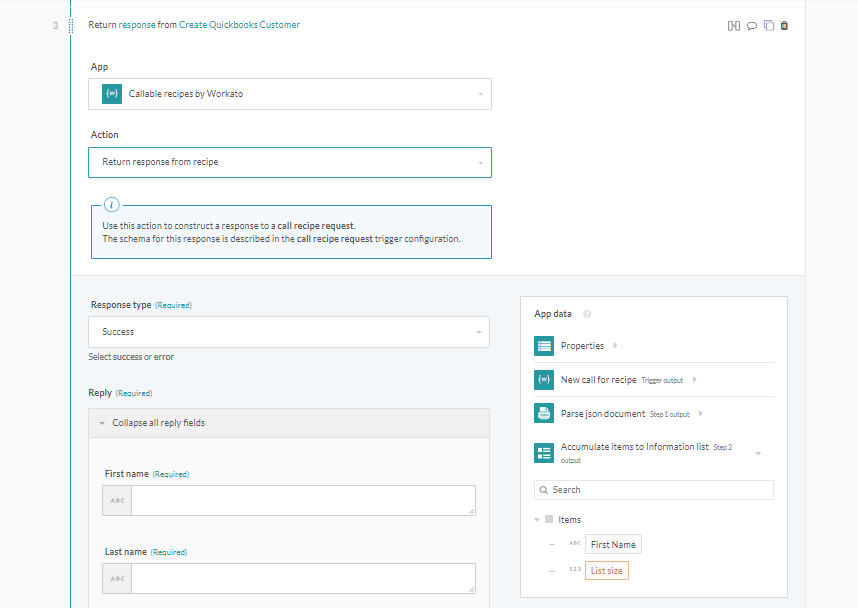 3
Return response from Create Quickbooks Customer
App
{w}
Callable recipes by Workato
Action
Return response from recipe
i
Use this action to construct a response to a call recipe request.
The schema for this response is described in the call recipe request trigger configuration.
Response type (Required)
Success
Select success or error
Reply (Required)
Collapse all reply fields
First name (Required)
ABC
Last name (Required)
ABC
App data ?
Properties
{w}
New call for recipe Trigger output
Parse json document Step 1 output
Accumulate items to Information list Step 2
output
Search
Items
ABC First Name
123 List size